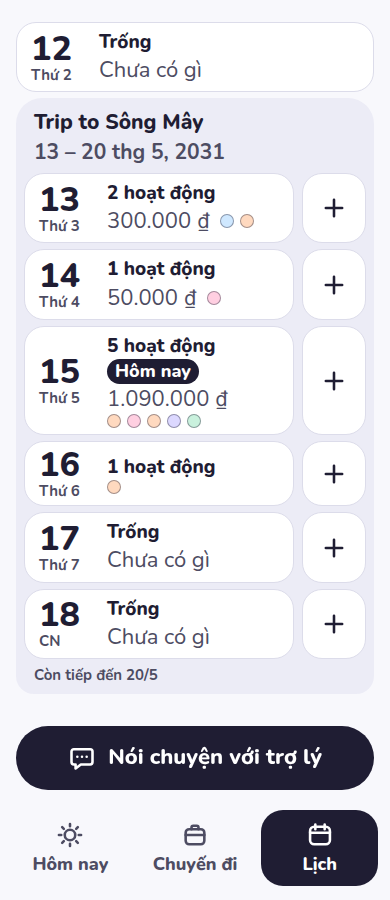 12
Thứ 2
Trống
Chưa có gì
Trip to Sông Mây
13 – 20 thg 5, 2031
13
Thứ 3
2 hoạt động
300.000 ₫
14
Thứ 4
1 hoạt động
50.000 ₫
15
Thứ 5
5 hoạt động
Hôm nay
1.090.000 ₫
16
Thứ 6
1 hoạt động
17
Thứ 7
Trống
Chưa có gì
18
CN
Trống
Chưa có gì
Còn tiếp đến 20/5
Nói chuyện với trợ lý
Hôm nay
Chuyến đi
Lịch